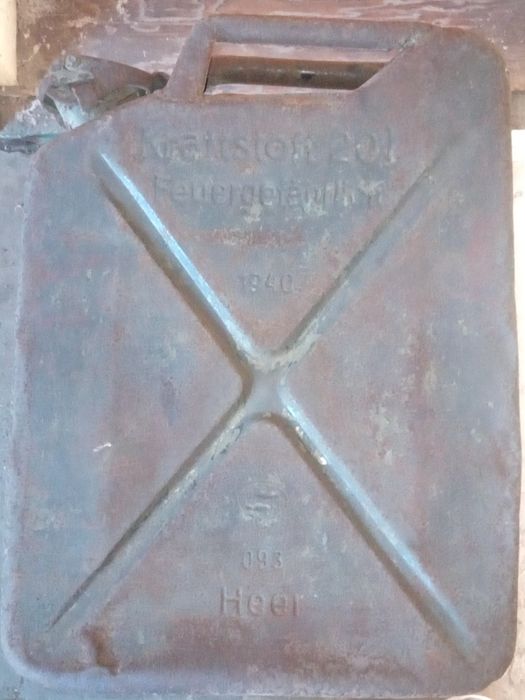 Kraftstoff 20l
Feuergefährlich
1940
093
Heer